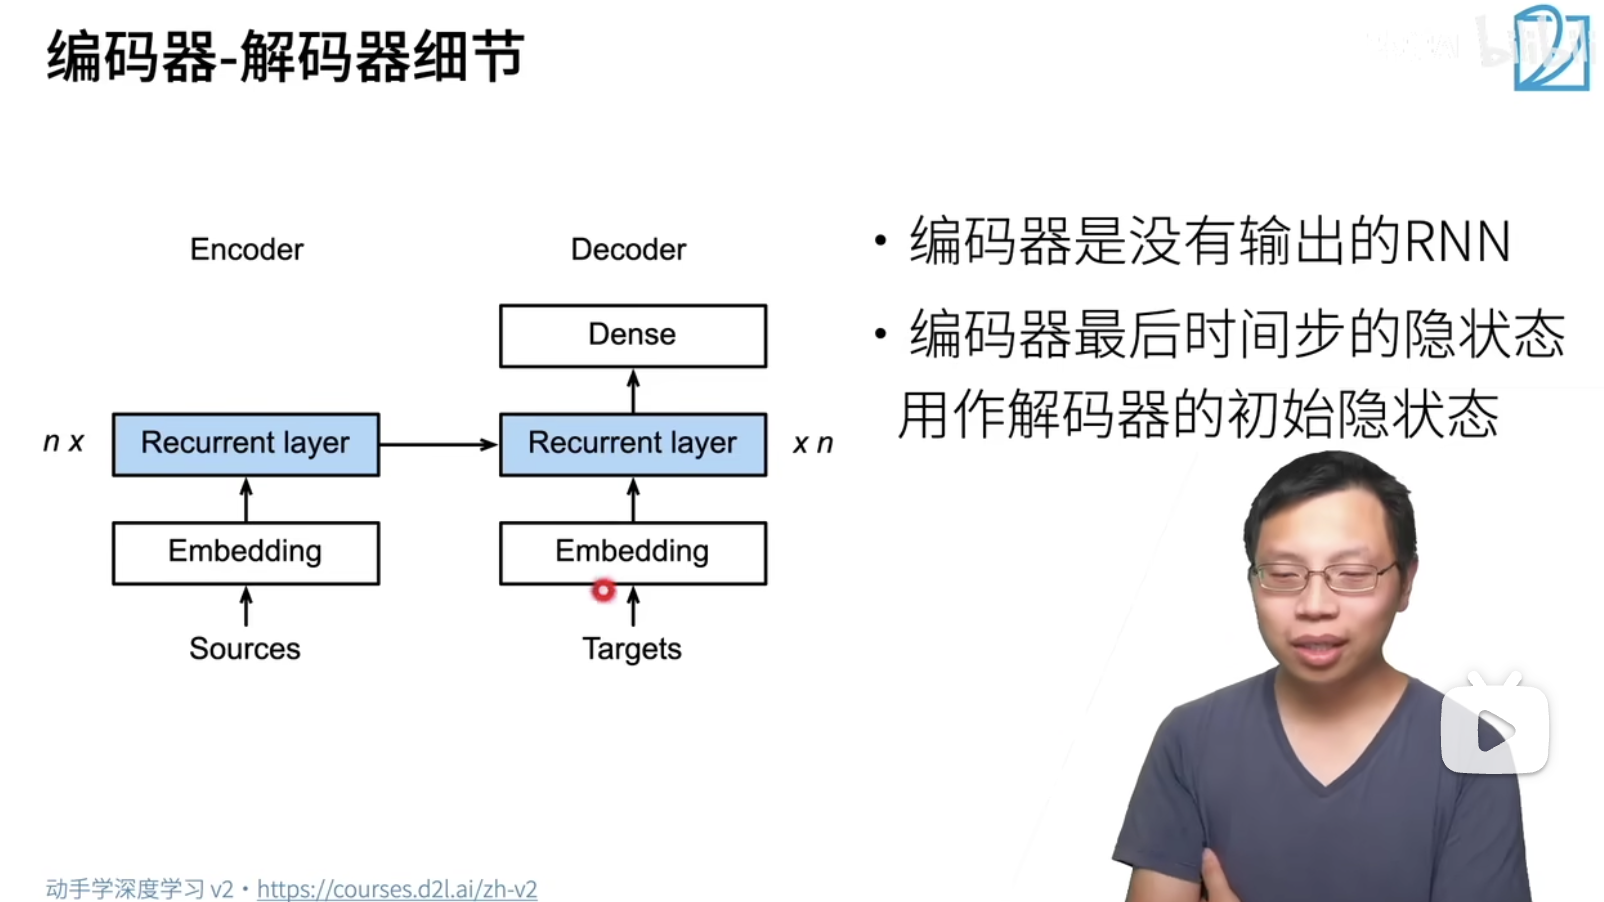 编码器-解码器细节
bilibili
Encoder
Decoder
Dense
n x
Recurrent layer
Recurrent layer
x n
Embedding
Embedding
Sources
Targets
• 编码器是没有输出的RNN
• 编码器最后时间步的隐状态
用作解码器的初始隐状态
动手学深度学习 v2 • https://courses.d2l.ai/zh-v2